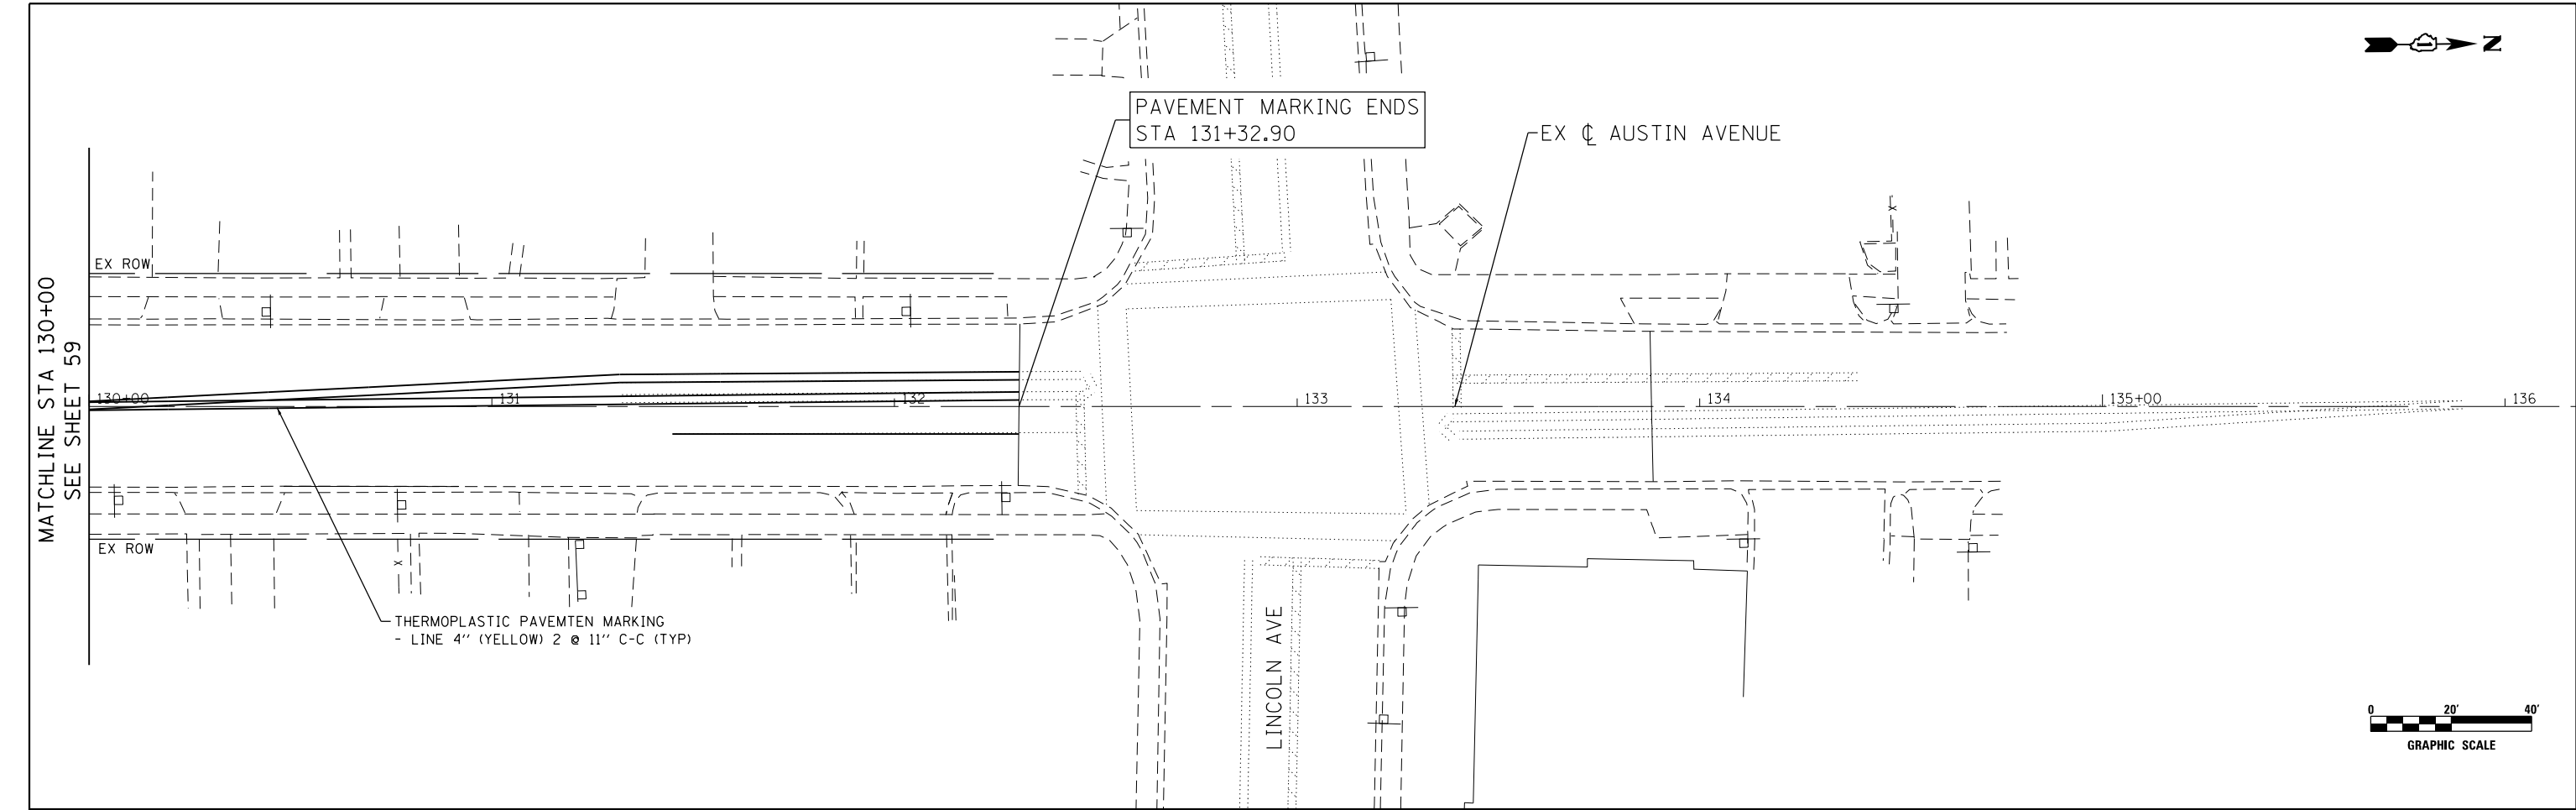 N
PAVEMENT MARKING ENDS
STA 131+32.90
EX ℄ AUSTIN AVENUE
MATCHLINE STA 130+00
SEE SHEET 59
EX ROW
130+00
131
132
133
134
135+00
136
EX ROW
THERMOPLASTIC PAVEMTEN MARKING
- LINE 4" (YELLOW) 2 @ 11" C-C (TYP)
LINCOLN AVE
0 20' 40'
GRAPHIC SCALE